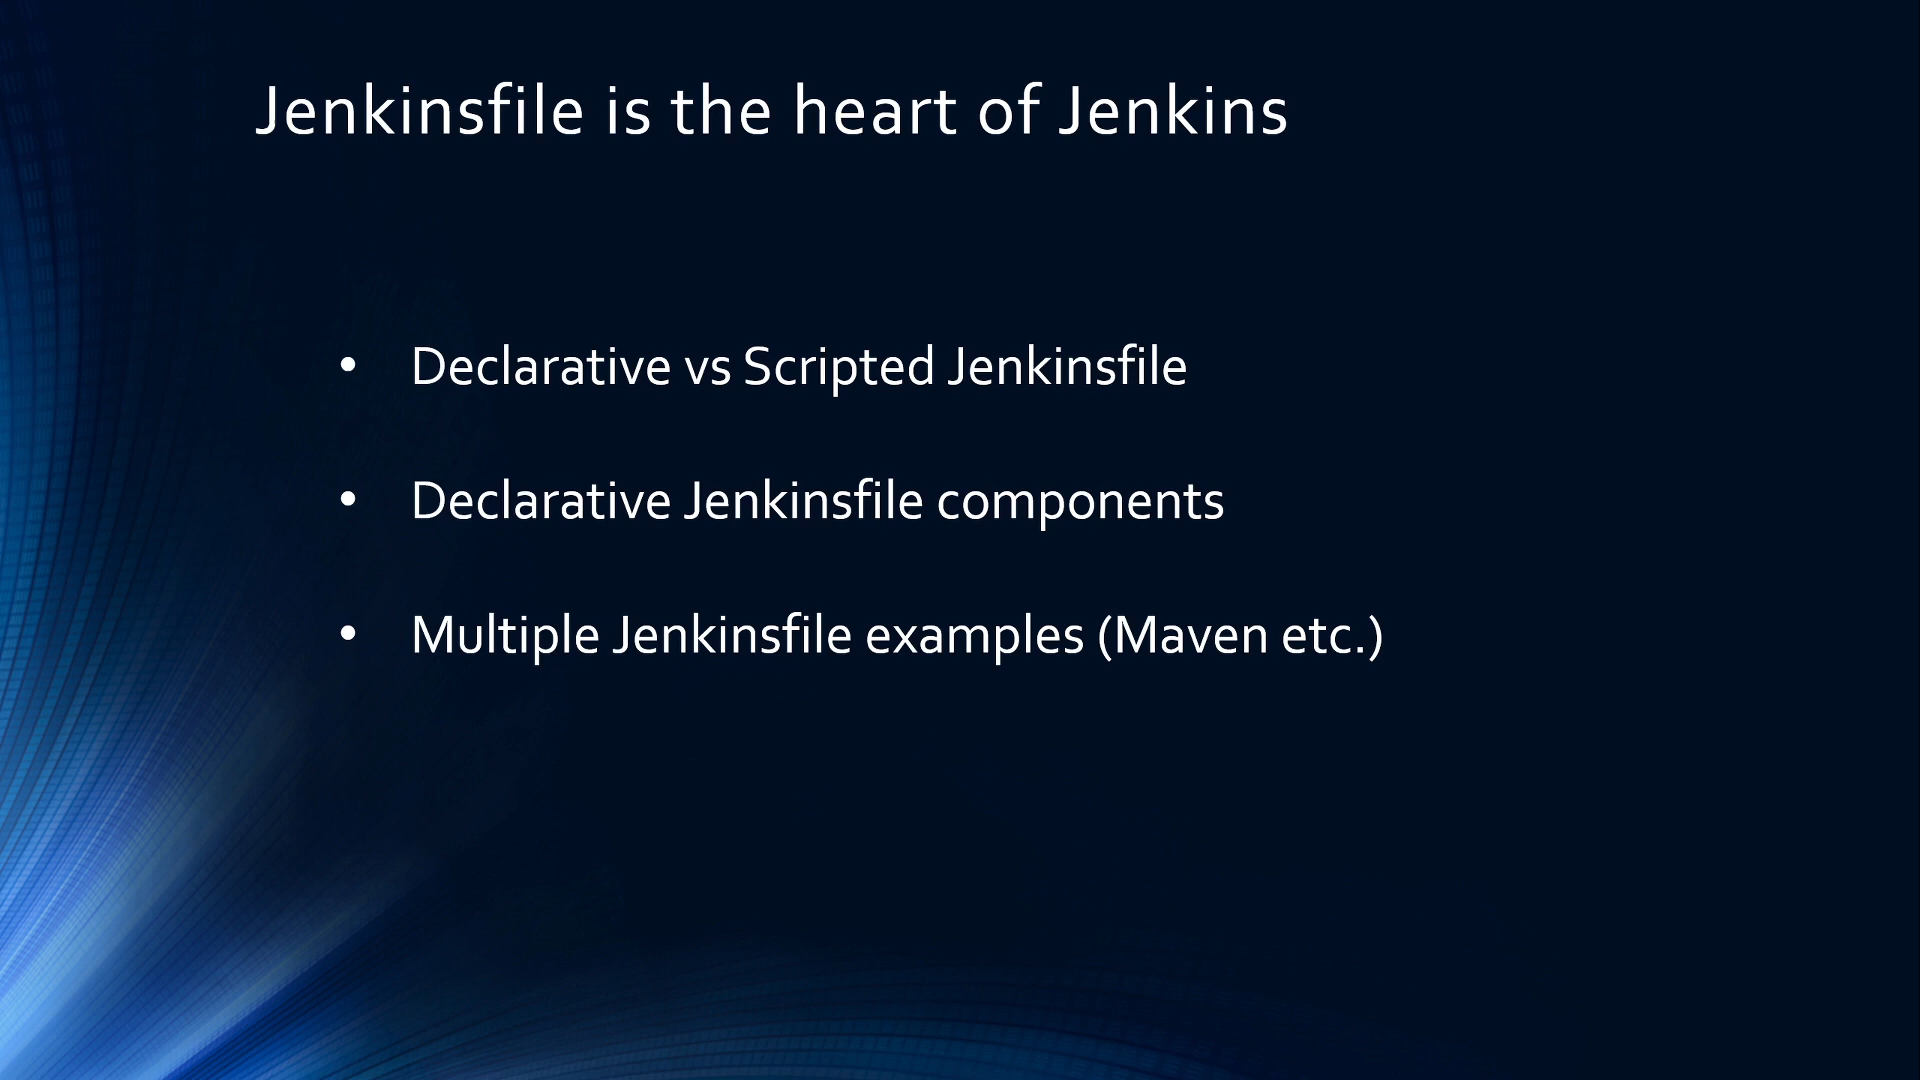 Jenkinsfile is the heart of Jenkins
• Declarative vs Scripted Jenkinsfile
• Declarative Jenkinsfile components
• Multiple Jenkinsfile examples (Maven etc.)